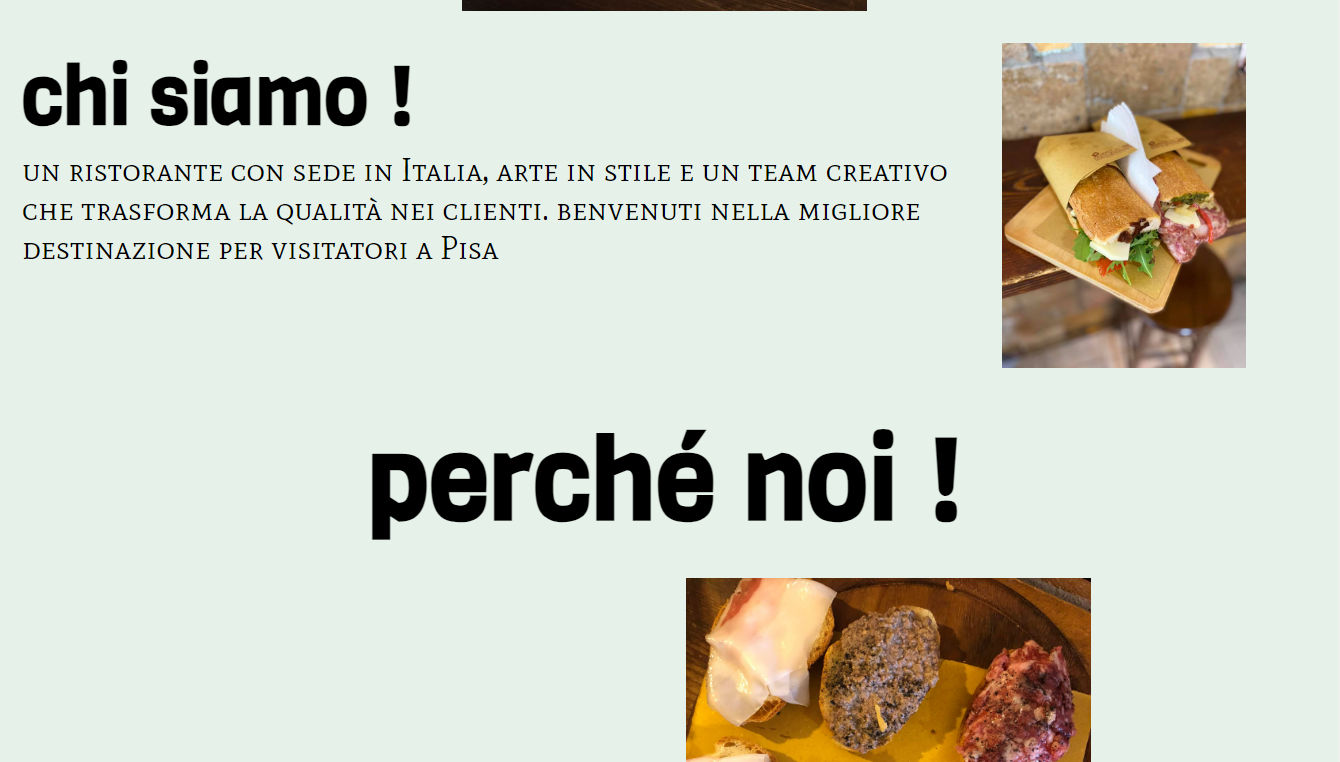 chi siamo !
un ristorante con sede in Italia, arte in stile e un team creativo
che trasforma la qualità nei clienti. benvenuti nella migliore
destinazione per visitatori a Pisa
perché noi !